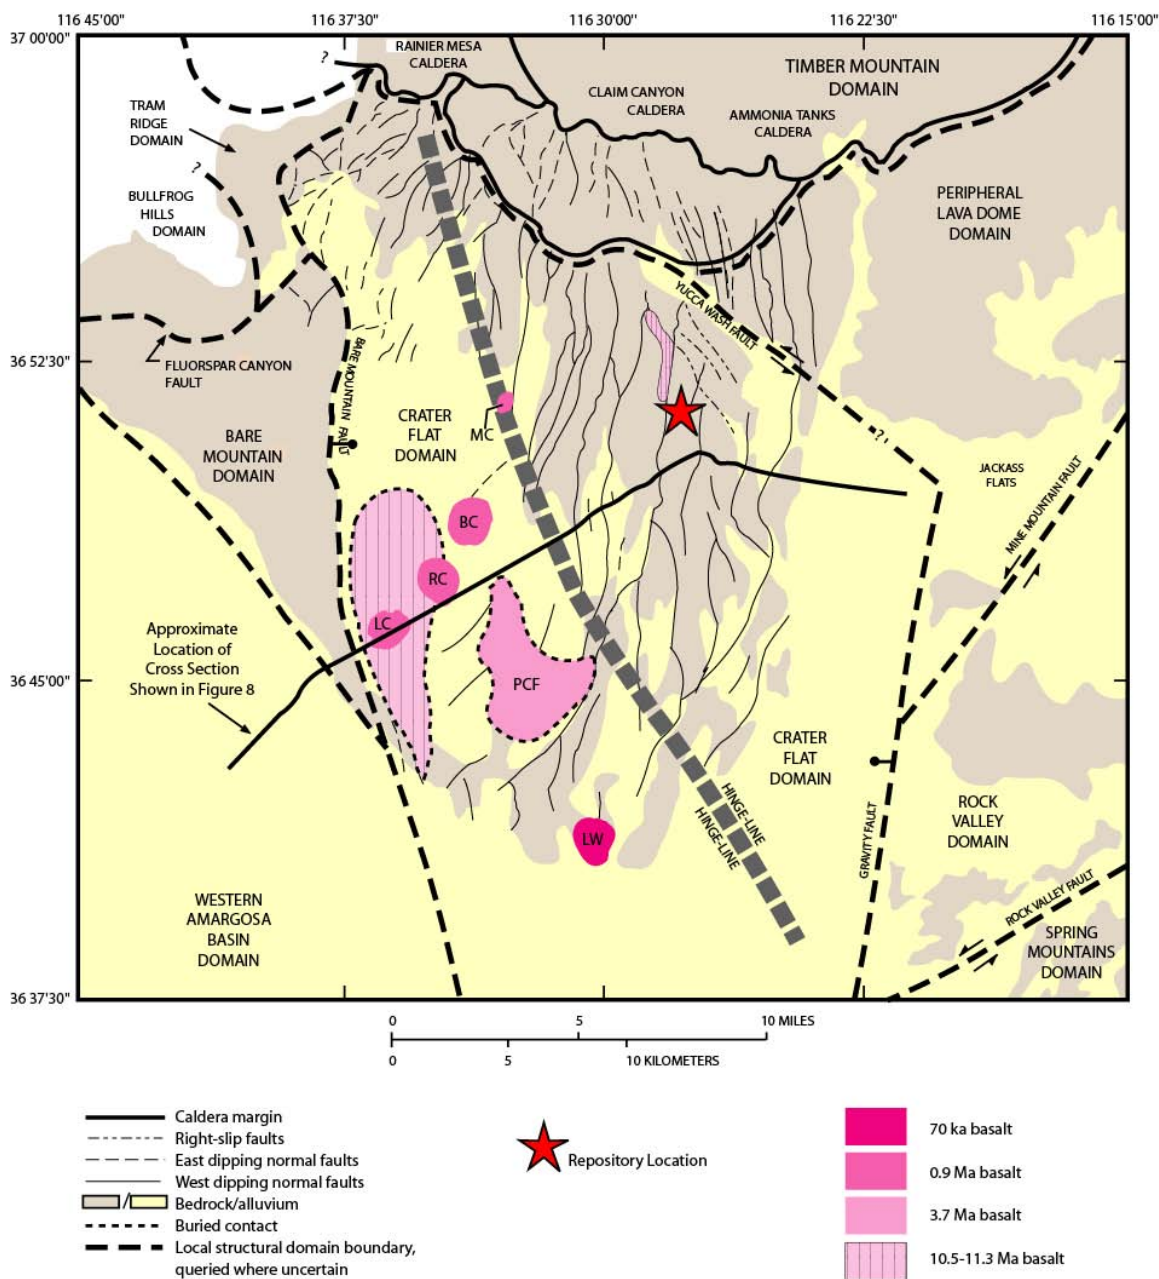 116 45'00"
116 37'30"
116 30'00"
116 22'30"
116 15'00"
37 00'00"
?
RAINIER MESA
CALDERA
TIMBER MOUNTAIN
DOMAIN
CLAIM CANYON
CALDERA
AMMONIA TANKS
CALDERA
TRAM
RIDGE
DOMAIN
?
BULLFROG
HILLS
DOMAIN
PERIPHERAL
LAVA DOME
DOMAIN
YUCCA WASH FAULT
36 52'30"
FLUORSPAR CANYON
FAULT
BARE MOUNTAIN FAULT
CRATER
FLAT
DOMAIN
MC
BARE
MOUNTAIN
DOMAIN
?
JACKASS
FLATS
MINE MOUNTAIN FAULT
BC
RC
LC
Approximate
Location of
Cross Section
Shown in Figure 8
36 45'00"
PCF
CRATER
FLAT
DOMAIN
HINGE-LINE
HINGE-LINE
LW
GRAVITY FAULT
ROCK
VALLEY
DOMAIN
WESTERN
AMARGOSA
BASIN
DOMAIN
ROCK VALLEY FAULT
SPRING
MOUNTAINS
DOMAIN
36 37'30"
0 5 10 MILES
0 5 10 KILOMETERS
Caldera margin
Right-slip faults
East dipping normal faults
West dipping normal faults
/ Bedrock/alluvium
Buried contact
Local structural domain boundary,
queried where uncertain
Repository Location
70 ka basalt
0.9 Ma basalt
3.7 Ma basalt
10.5-11.3 Ma basalt